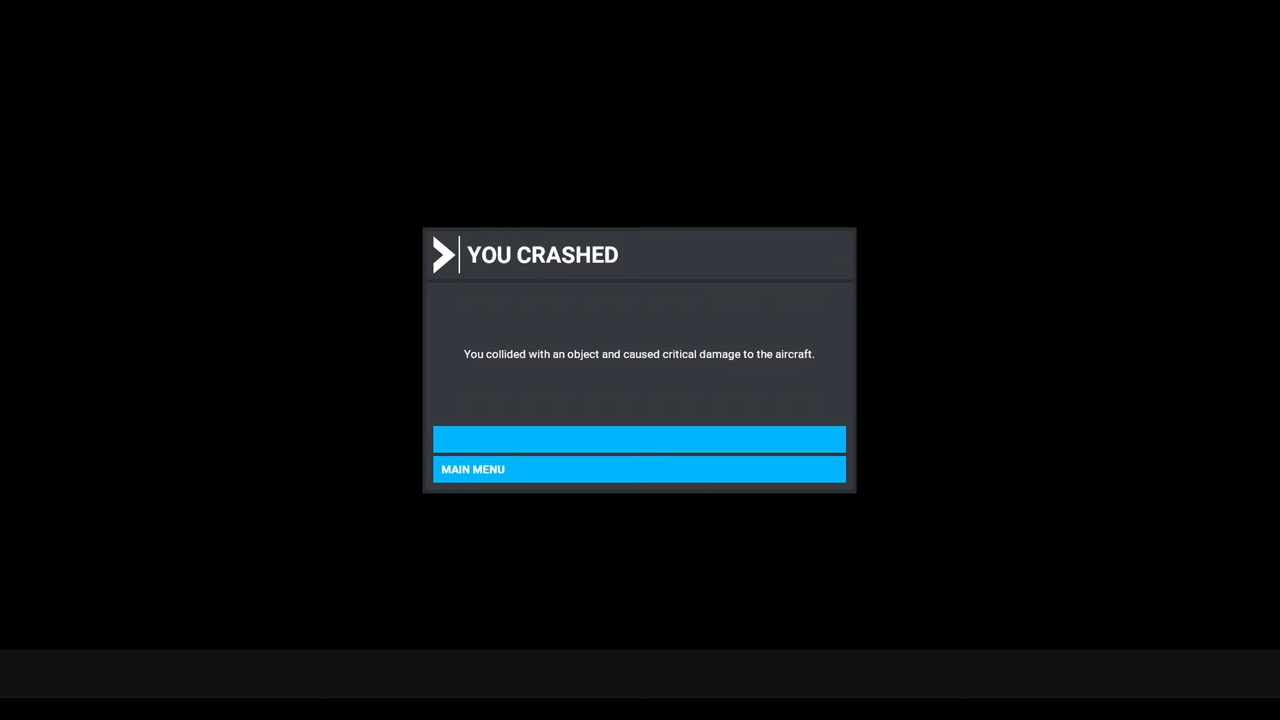 YOU CRASHED
You collided with an object and caused critical damage to the aircraft.
MAIN MENU